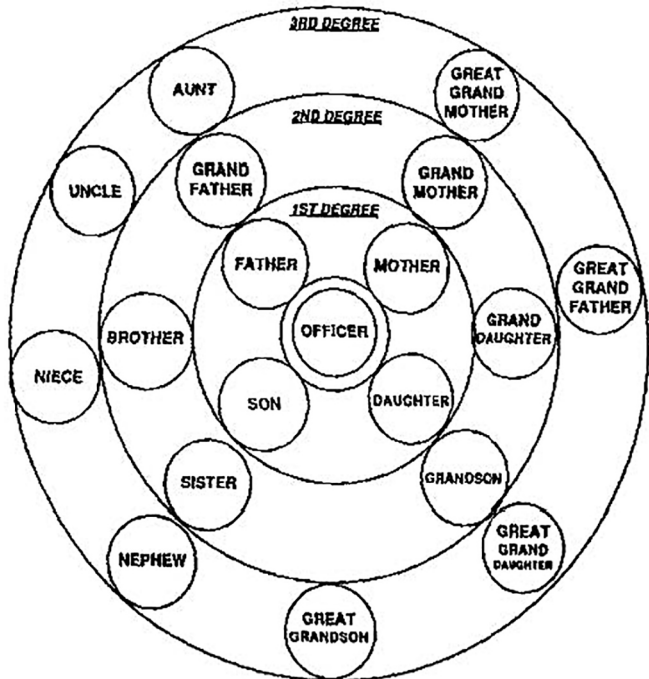 3RD DEGREE
AUNT
GREAT
GRAND
MOTHER
2ND DEGREE
UNCLE
GRAND
FATHER
GRAND
MOTHER
1ST DEGREE
FATHER
MOTHER
GREAT
GRAND
FATHER
BROTHER
OFFICER
GRAND
DAUGHTER
NIECE
SON
DAUGHTER
SISTER
GRANDSON
NEPHEW
GREAT
GRAND
DAUGHTER
GREAT
GRANDSON